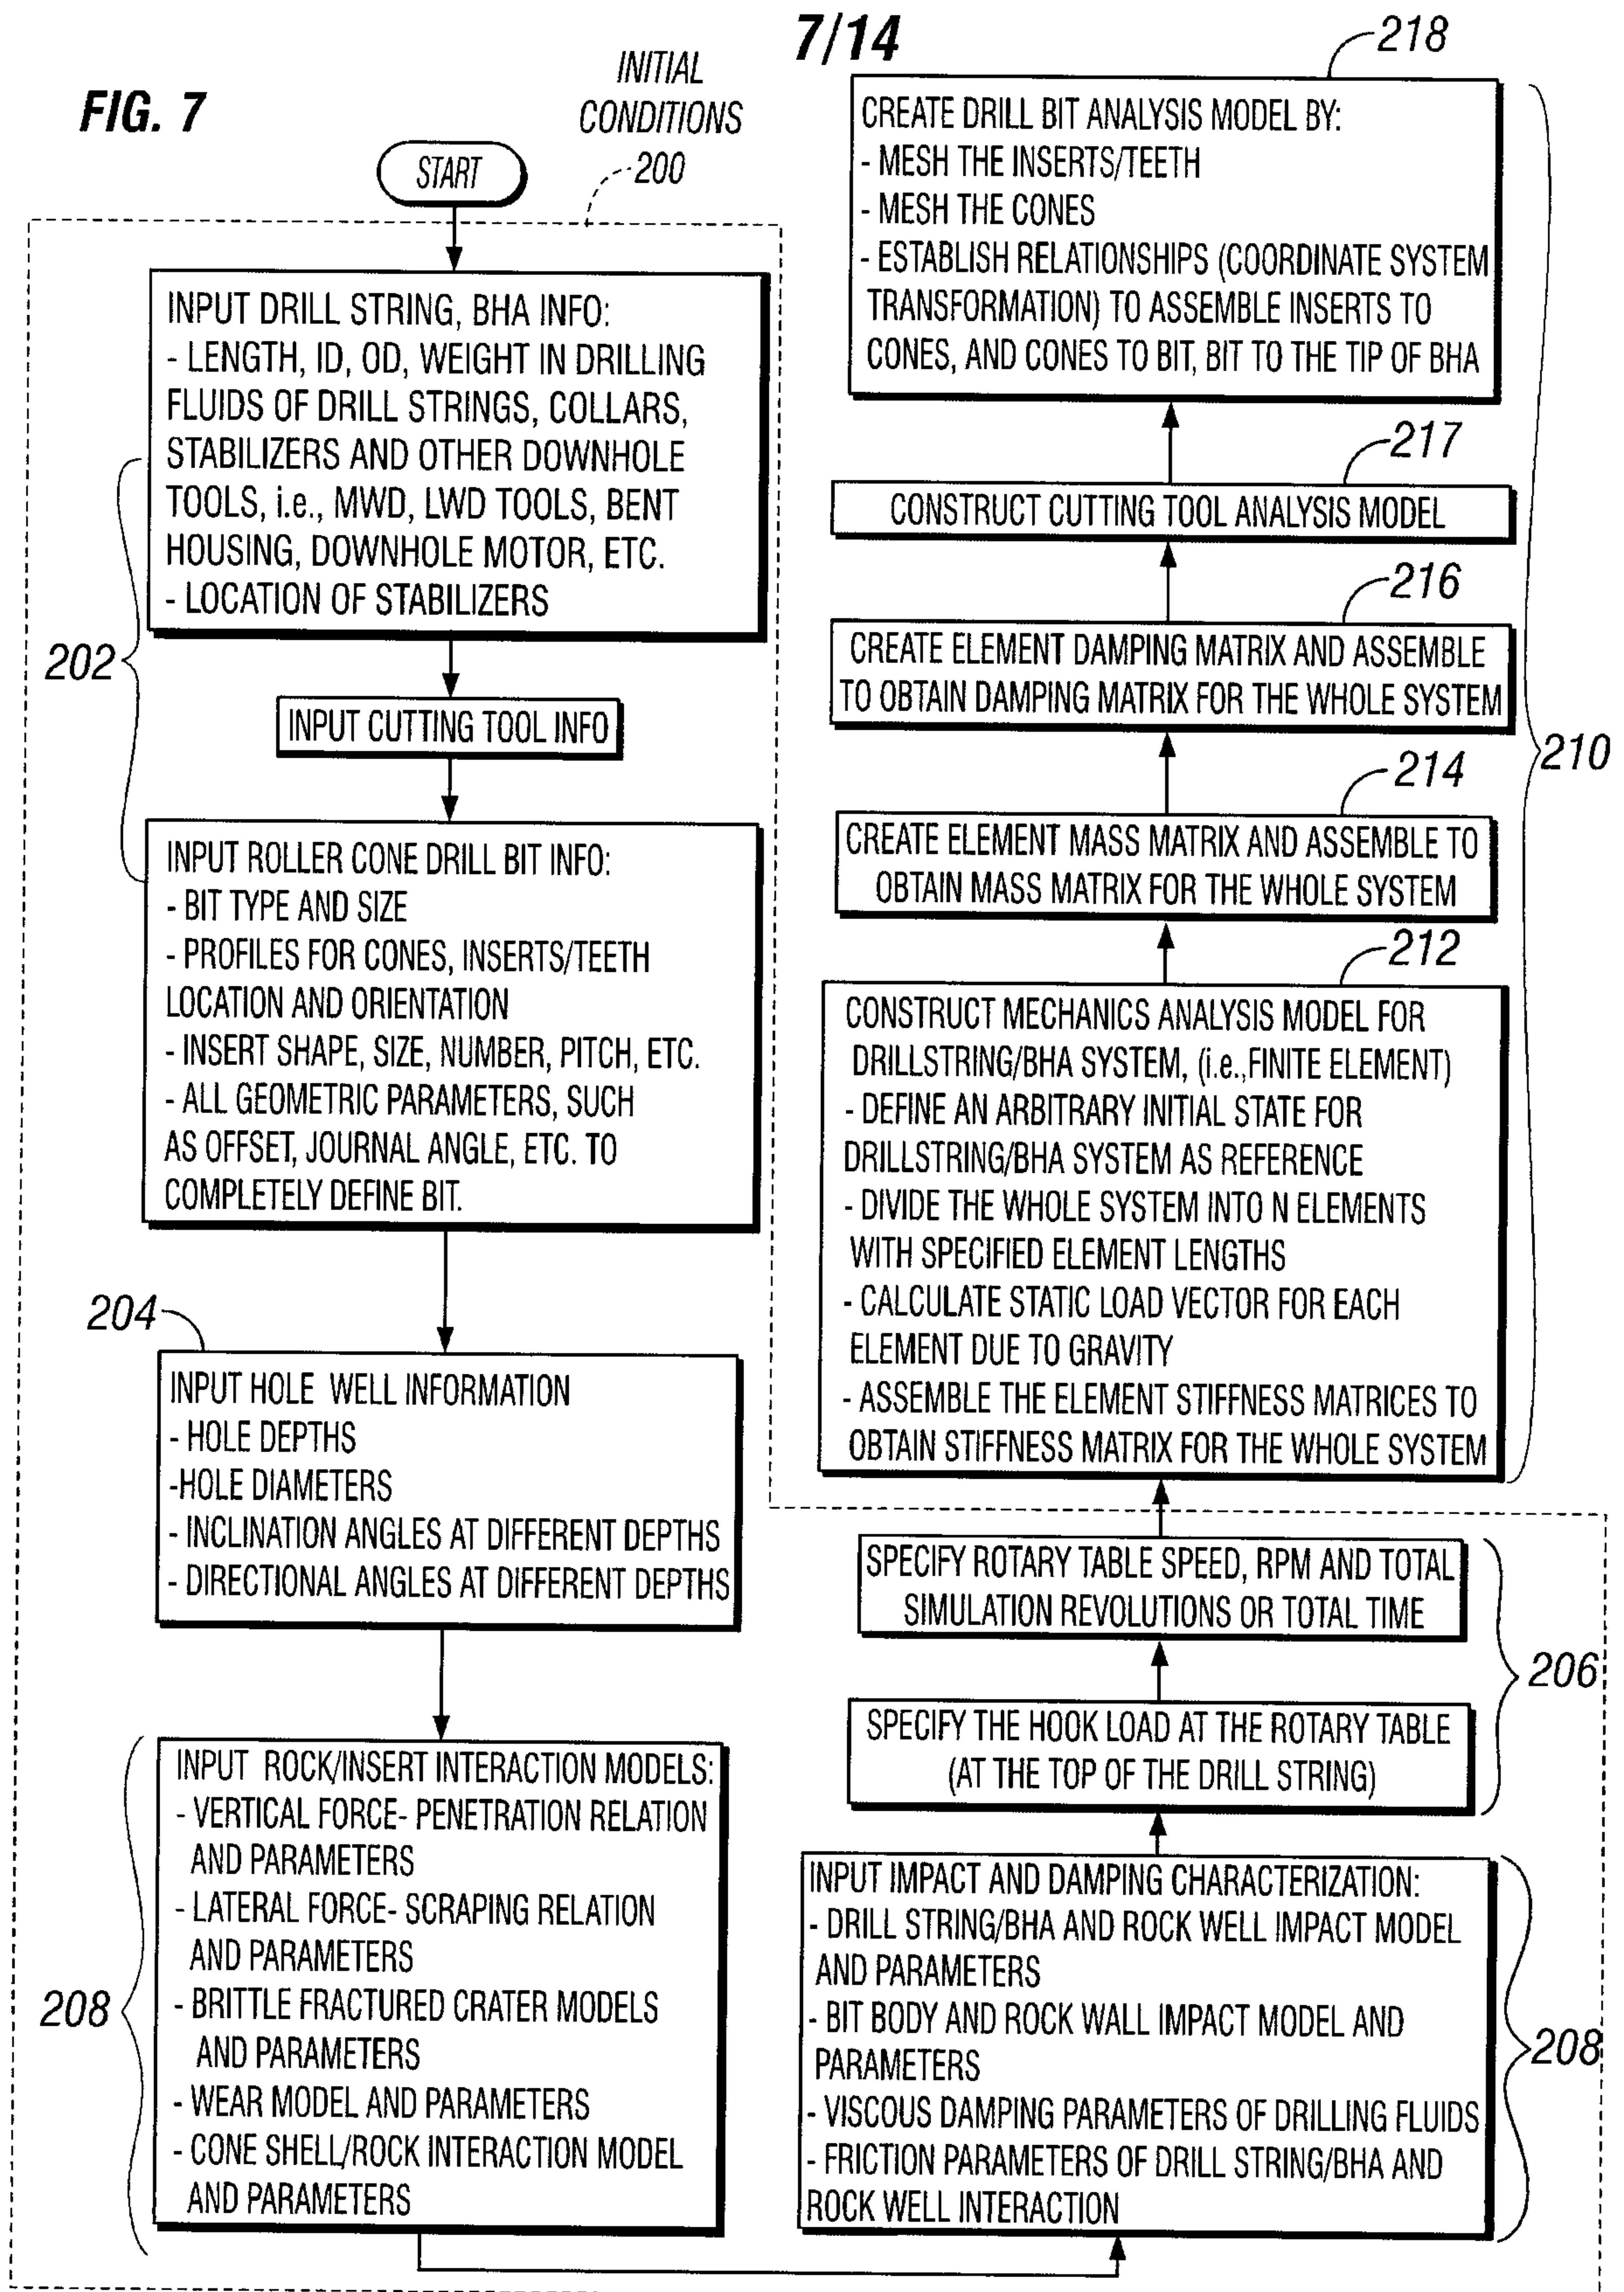 7/14
FIG. 7
INITIAL
CONDITIONS
200
START
INPUT DRILL STRING, BHA INFO:
- LENGTH, ID, OD, WEIGHT IN DRILLING
FLUIDS OF DRILL STRINGS, COLLARS,
STABILIZERS AND OTHER DOWNHOLE
TOOLS, i.e., MWD, LWD TOOLS, BENT
HOUSING, DOWNHOLE MOTOR, ETC.
- LOCATION OF STABILIZERS
202
INPUT CUTTING TOOL INFO
INPUT ROLLER CONE DRILL BIT INFO:
- BIT TYPE AND SIZE
- PROFILES FOR CONES, INSERTS/TEETH
LOCATION AND ORIENTATION
- INSERT SHAPE, SIZE, NUMBER, PITCH, ETC.
- ALL GEOMETRIC PARAMETERS, SUCH
AS OFFSET, JOURNAL ANGLE, ETC. TO
COMPLETELY DEFINE BIT.
204
INPUT HOLE WELL INFORMATION
- HOLE DEPTHS
-HOLE DIAMETERS
- INCLINATION ANGLES AT DIFFERENT DEPTHS
- DIRECTIONAL ANGLES AT DIFFERENT DEPTHS
INPUT ROCK/INSERT INTERACTION MODELS:
- VERTICAL FORCE- PENETRATION RELATION
AND PARAMETERS
- LATERAL FORCE- SCRAPING RELATION
AND PARAMETERS
- BRITTLE FRACTURED CRATER MODELS
AND PARAMETERS
- WEAR MODEL AND PARAMETERS
- CONE SHELL/ROCK INTERACTION MODEL
AND PARAMETERS
208
INPUT IMPACT AND DAMPING CHARACTERIZATION:
- DRILL STRING/BHA AND ROCK WELL IMPACT MODEL
AND PARAMETERS
- BIT BODY AND ROCK WALL IMPACT MODEL AND
PARAMETERS
- VISCOUS DAMPING PARAMETERS OF DRILLING FLUIDS
- FRICTION PARAMETERS OF DRILL STRING/BHA AND
ROCK WELL INTERACTION
208
SPECIFY THE HOOK LOAD AT THE ROTARY TABLE
(AT THE TOP OF THE DRILL STRING)
SPECIFY ROTARY TABLE SPEED, RPM AND TOTAL
SIMULATION REVOLUTIONS OR TOTAL TIME
206
212
CONSTRUCT MECHANICS ANALYSIS MODEL FOR
DRILLSTRING/BHA SYSTEM, (i.e.,FINITE ELEMENT)
- DEFINE AN ARBITRARY INITIAL STATE FOR
DRILLSTRING/BHA SYSTEM AS REFERENCE
- DIVIDE THE WHOLE SYSTEM INTO N ELEMENTS
WITH SPECIFIED ELEMENT LENGTHS
- CALCULATE STATIC LOAD VECTOR FOR EACH
ELEMENT DUE TO GRAVITY
- ASSEMBLE THE ELEMENT STIFFNESS MATRICES TO
OBTAIN STIFFNESS MATRIX FOR THE WHOLE SYSTEM
214
CREATE ELEMENT MASS MATRIX AND ASSEMBLE TO
OBTAIN MASS MATRIX FOR THE WHOLE SYSTEM
216
CREATE ELEMENT DAMPING MATRIX AND ASSEMBLE
TO OBTAIN DAMPING MATRIX FOR THE WHOLE SYSTEM
217
CONSTRUCT CUTTING TOOL ANALYSIS MODEL
218
CREATE DRILL BIT ANALYSIS MODEL BY:
- MESH THE INSERTS/TEETH
- MESH THE CONES
- ESTABLISH RELATIONSHIPS (COORDINATE SYSTEM
TRANSFORMATION) TO ASSEMBLE INSERTS TO
CONES, AND CONES TO BIT, BIT TO THE TIP OF BHA
210